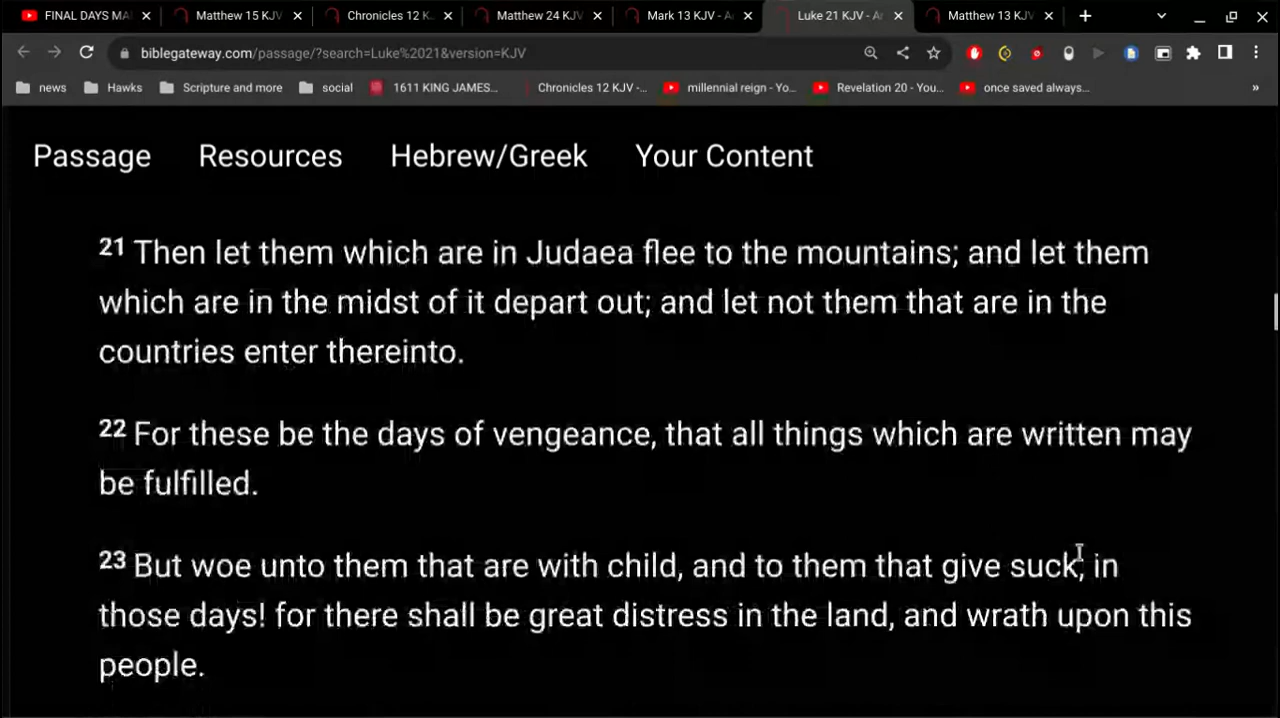 FINAL DAYS MA
Matthew 15 KJV
Chronicles 12 K
Matthew 24 KJV
Mark 13 KJV - A
Luke 21 KJV - A
Matthew 13 KJV
biblegateway.com/passage/?search=Luke%2021&version=KJV
news
Hawks
Scripture and more
social
1611 KING JAMES...
Chronicles 12 KJV -...
millennial reign - Yo...
Revelation 20 - You...
once saved always...
»
Passage
Resources
Hebrew/Greek
Your Content
21 Then let them which are in Judaea flee to the mountains; and let them
which are in the midst of it depart out; and let not them that are in the
countries enter thereinto.
22 For these be the days of vengeance, that all things which are written may
be fulfilled.
23 But woe unto them that are with child, and to them that give suck, in
those days! for there shall be great distress in the land, and wrath upon this
people.